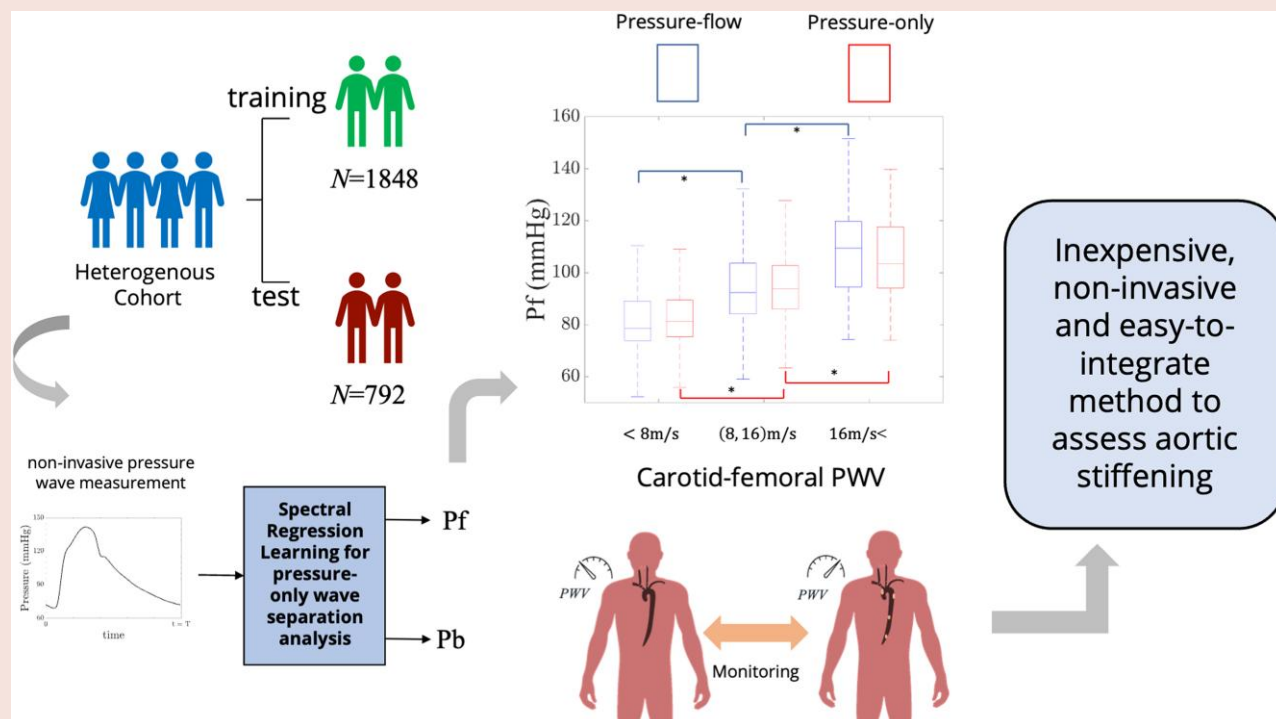 training
N=1848
Heterogenous
Cohort
test
N=792
non-invasive pressure
wave measurement
Pressure (mmHg)
150
120
90
60
0
t = T
time
Spectral
Regression
Learning for
pressure-
only wave
separation
analysis
Pf
Pb
Pressure-flow
Pressure-only
Pf (mmHg)
160
140
120
100
80
60
*
*
*
*
< 8m/s
(8, 16)m/s
16m/s<
Carotid-femoral PWV
PWV
PWV
Monitoring
Inexpensive,
non-invasive
and easy-to-
integrate
method to
assess aortic
stiffening